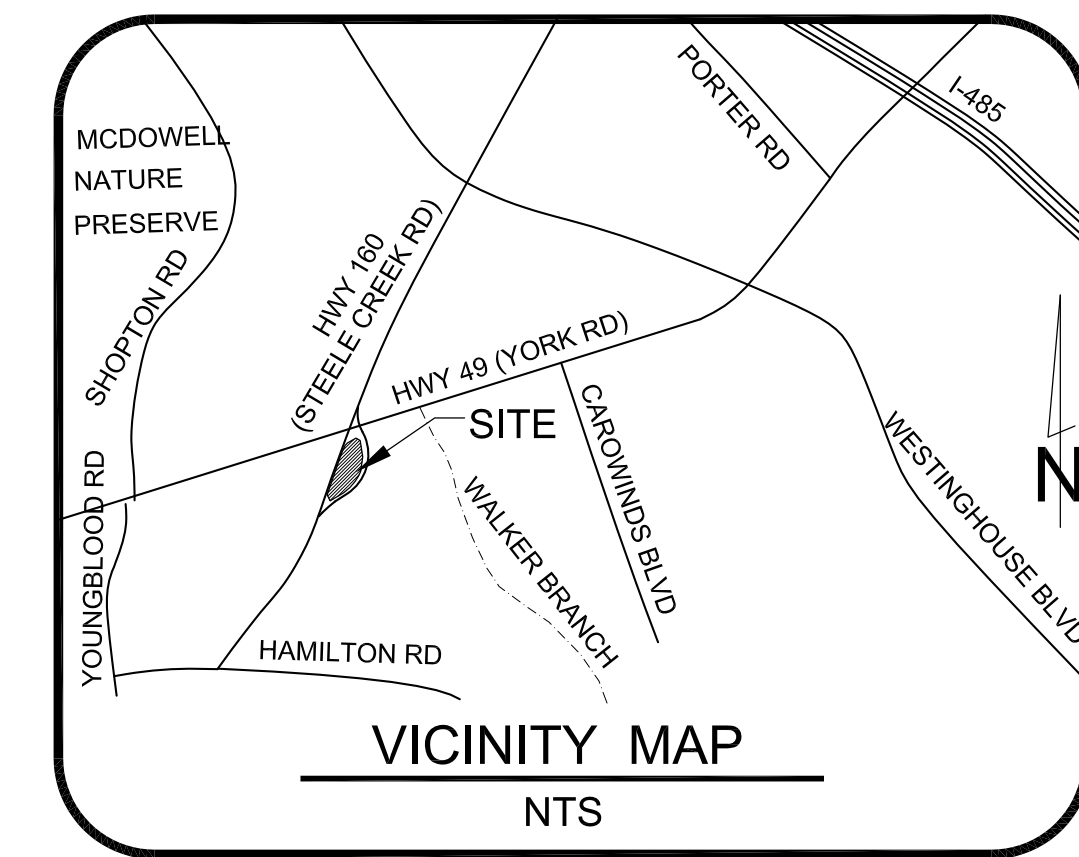 MCDOWELL
NATURE
PRESERVE
SHOPTON RD
HWY 160
(STEELE CREEK RD)
PORTER RD
I-485
HWY 49 (YORK RD)
SITE
CAROWINDS BLVD
WALKER BRANCH
WESTINGHOUSE BLVD
N
YOUNGBLOOD RD
HAMILTON RD
VICINITY MAP
NTS